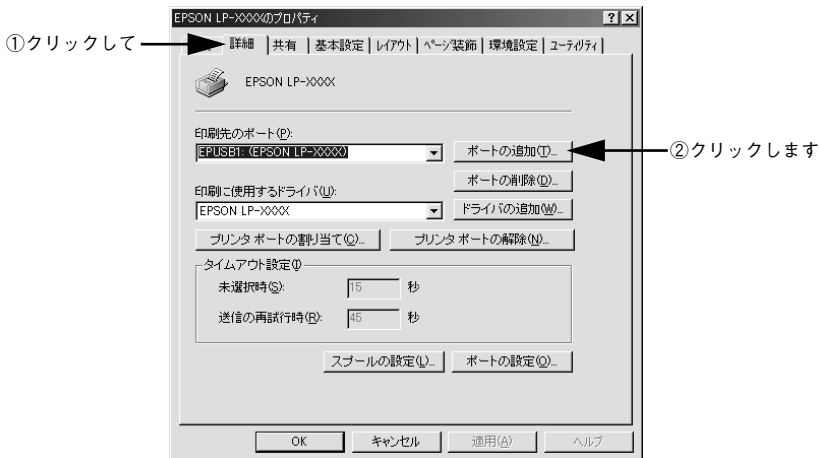 EPSON LP-XXXXのプロパティ
①クリックして
詳細 共有 基本設定 レイアウト ページ装飾 環境設定 ユーティリティ
EPSON LP-XXXX
印刷先のポート(P):
EPUSB1: (EPSON LP-XXXX) ポートの追加(T)...
②クリックします
ポートの削除(D)...
印刷に使用するドライバ(U):
EPSON LP-XXXX ドライバの追加(W)...
プリンタ ポートの割り当て(C)... プリンタ ポートの解除(N)...
タイムアウト設定(I)
未選択時(S): 15 秒
送信の再試行時(R): 45 秒
スプールの設定(L)... ポートの設定(O)...
OK キャンセル 適用(A) ヘルプ